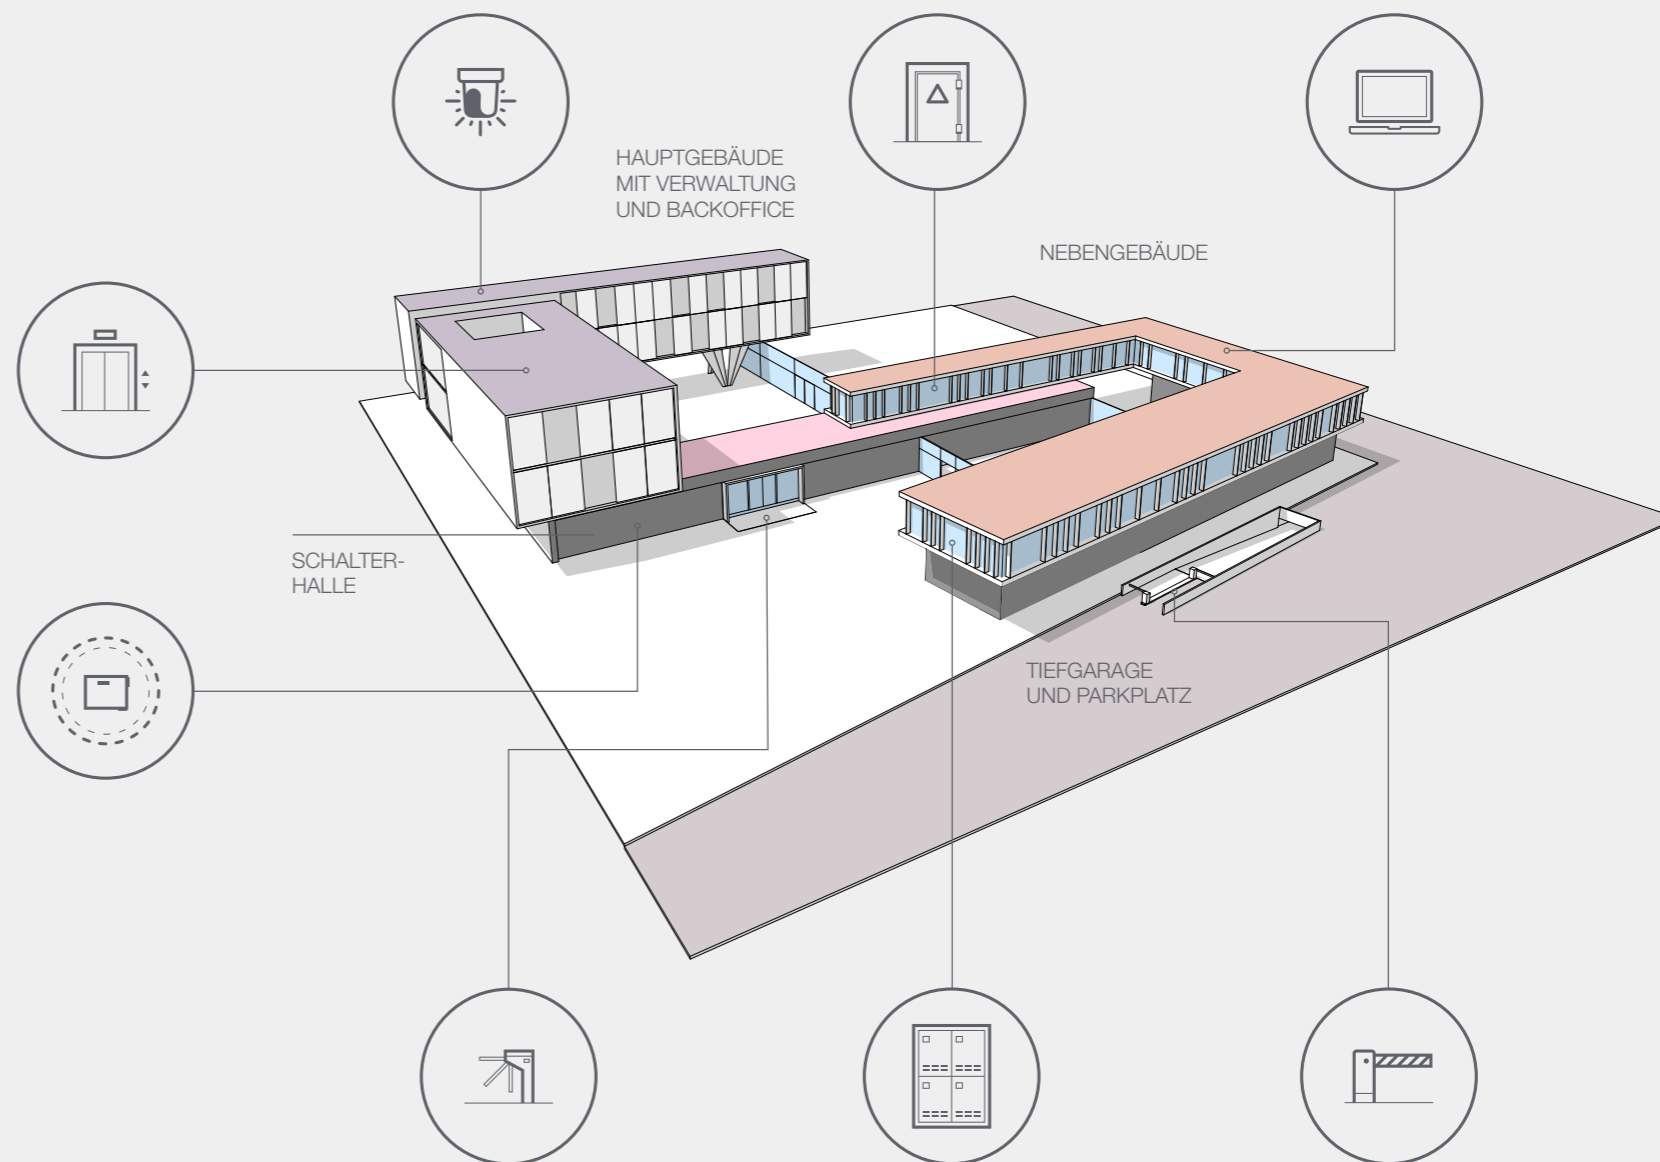 HAUPTGEBÄUDE
MIT VERWALTUNG
UND BACKOFFICE
NEBENGEBÄUDE
SCHALTER-
HALLE
TIEFGARAGE
UND PARKPLATZ